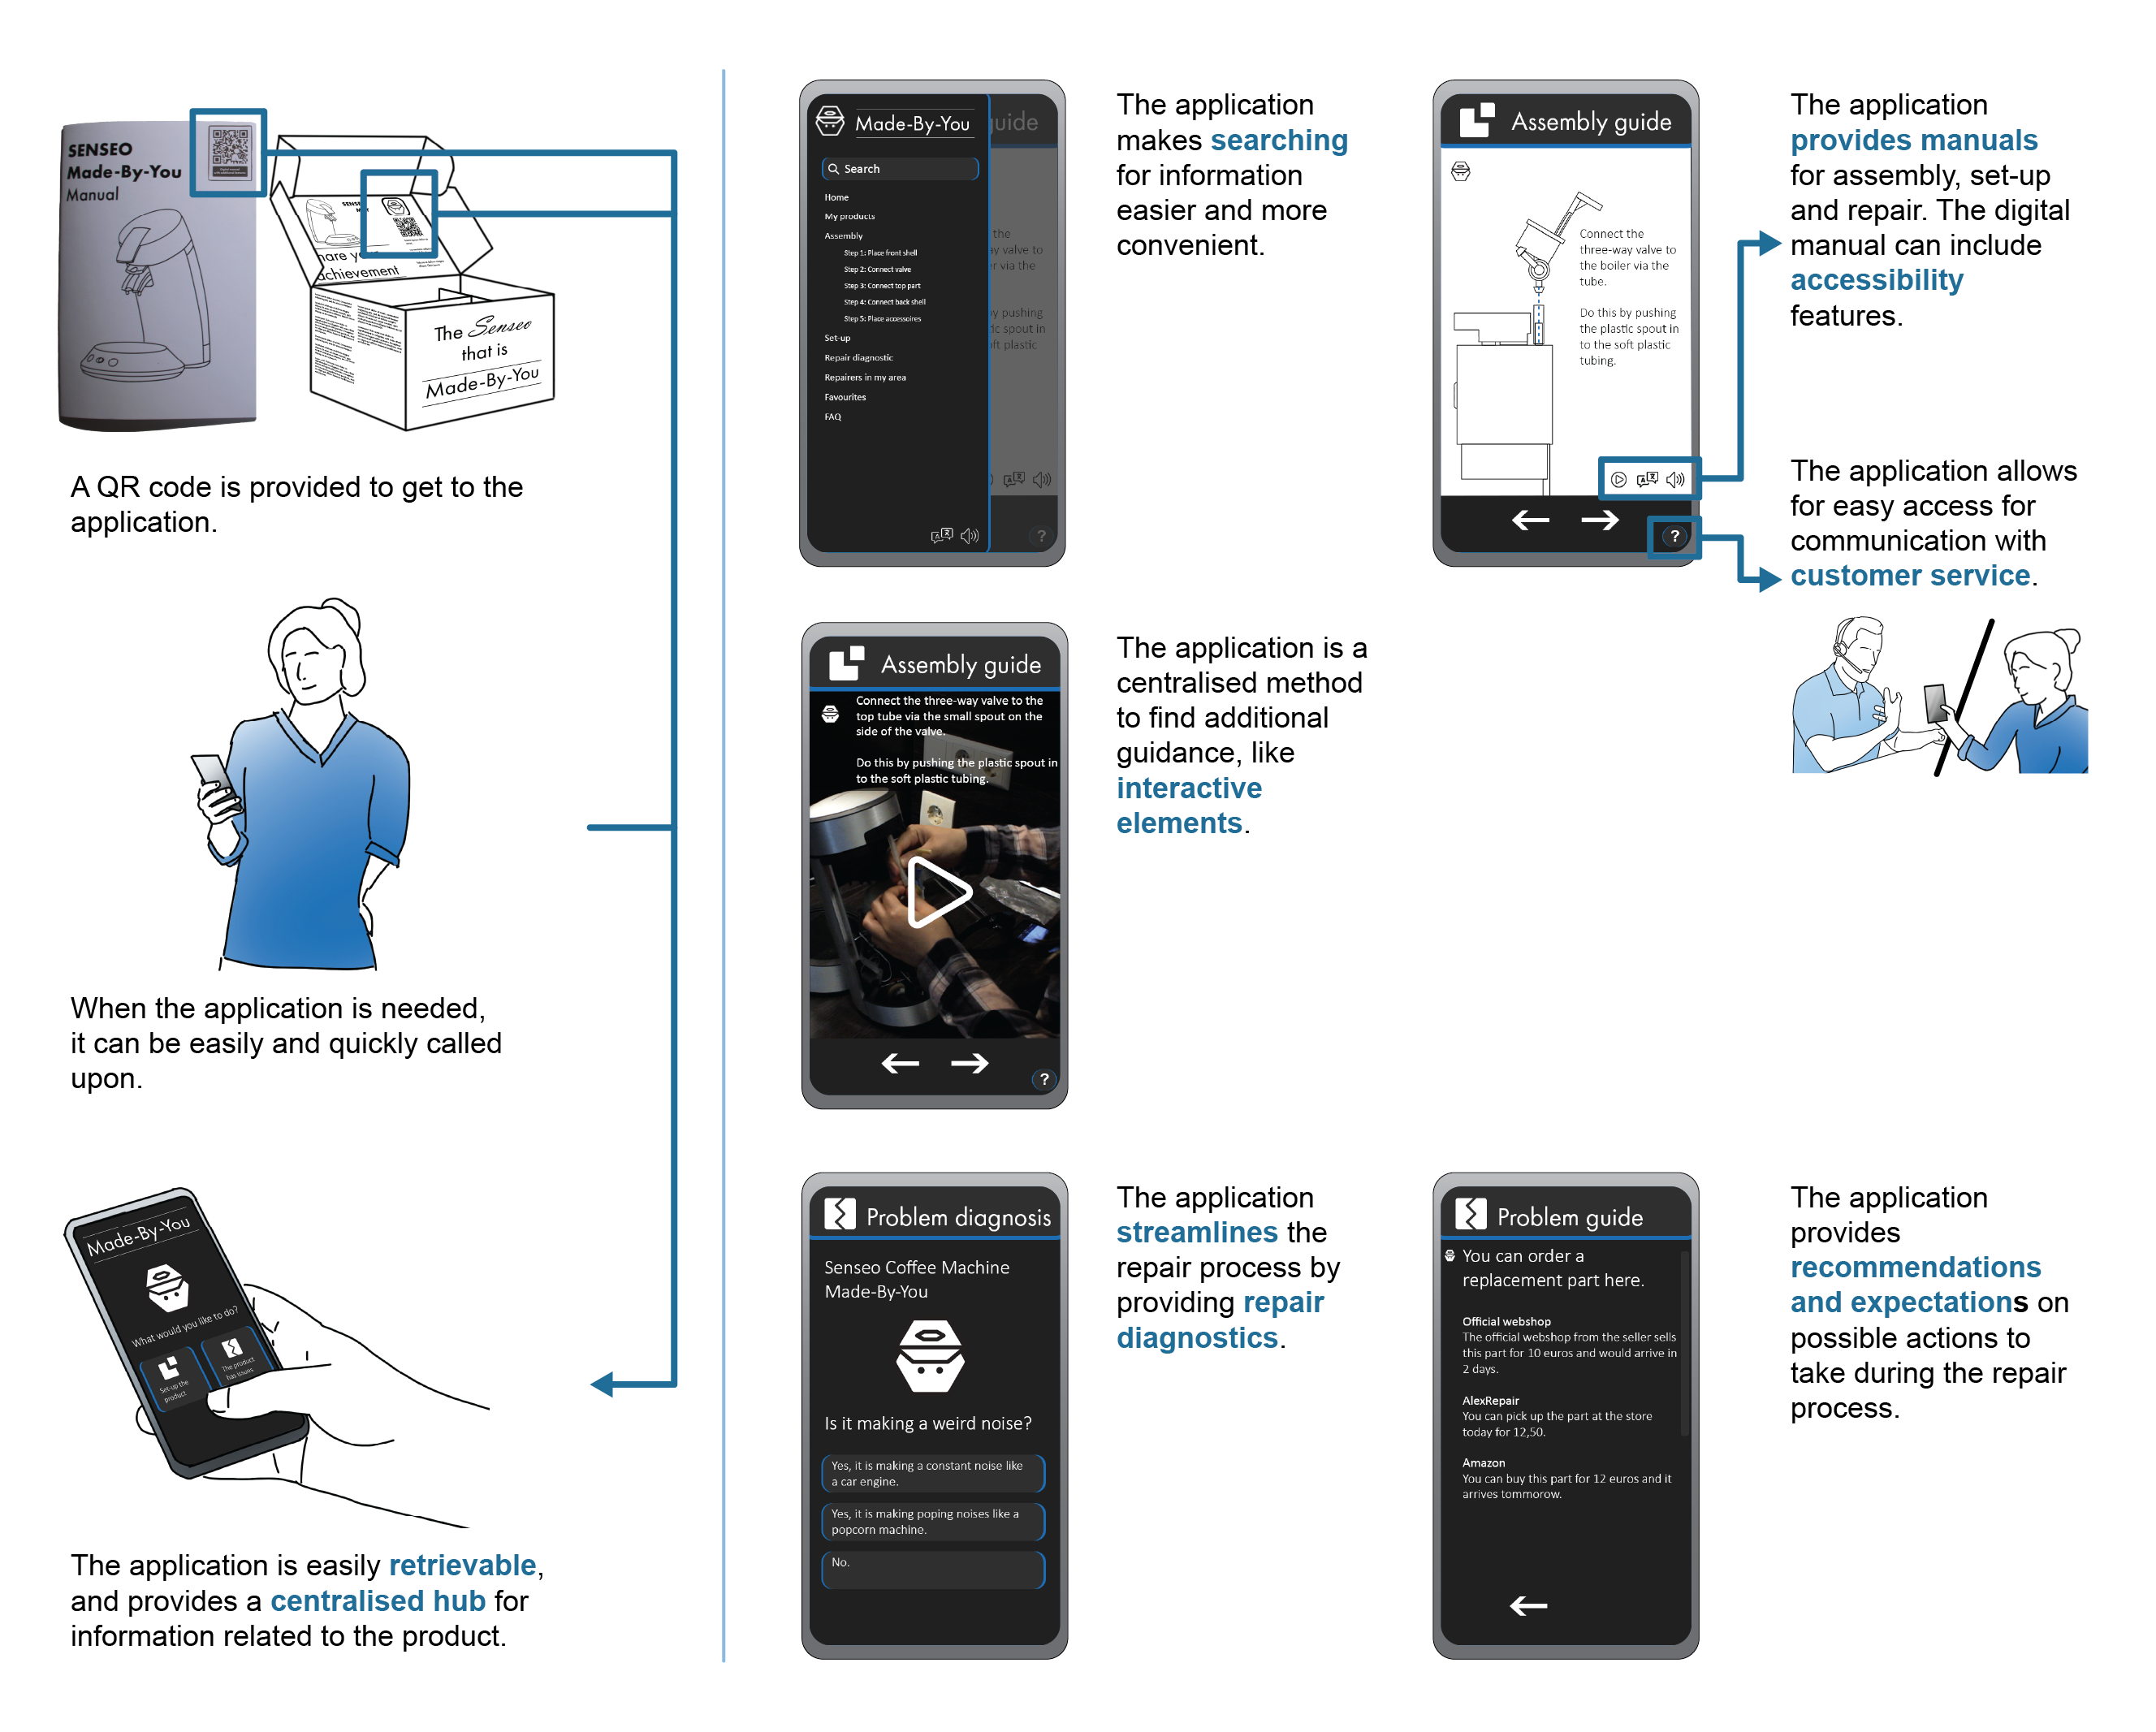 SENSEO
Made-By-You
Manual
SENSEO
share your
achievement
The Senseo
that is
Made-By-You
A QR code is provided to get to the
application.
When the application is needed,
it can be easily and quickly called
upon.
Made-By-You
What would you like to do?
Set-up the
product
The product
has issues
The application is easily retrievable,
and provides a centralised hub for
information related to the product.
Made-By-You
guide
Search
Home
My products
Assembly
Step 1: Place front shell
Step 2: Connect valve
Step 3: Connect top part
Step 4: Connect back shell
Step 5: Place accessoires
Set-up
Repair diagnostic
Repairers in my area
Favourites
FAQ
the
ay valve to
r via the
y pushing
ic spout in
oft plastic
?
The application
makes searching
for information
easier and more
convenient.
Assembly guide
Connect the
three-way valve to
the boiler via the
tube.
Do this by pushing
the plastic spout in
to the soft plastic
tubing.
?
The application
provides manuals
for assembly, set-up
and repair. The digital
manual can include
accessibility
features.
The application allows
for easy access for
communication with
customer service.
Assembly guide
Connect the three-way valve to the
top tube via the small spout on the
side of the valve.
Do this by pushing the plastic spout in
to the soft plastic tubing.
?
The application is a
centralised method
to find additional
guidance, like
interactive
elements.
Problem diagnosis
Senseo Coffee Machine
Made-By-You
Is it making a weird noise?
Yes, it is making a constant noise like
a car engine.
Yes, it is making poping noises like a
popcorn machine.
No.
The application
streamlines the
repair process by
providing repair
diagnostics.
Problem guide
You can order a
replacement part here.
Official webshop
The official webshop from the seller sells
this part for 10 euros and would arrive in
2 days.
AlexRepair
You can pick up the part at the store
today for 12,50.
Amazon
You can buy this part for 12 euros and it
arrives tommorow.
The application
provides
recommendations
and expectations on
possible actions to
take during the repair
process.